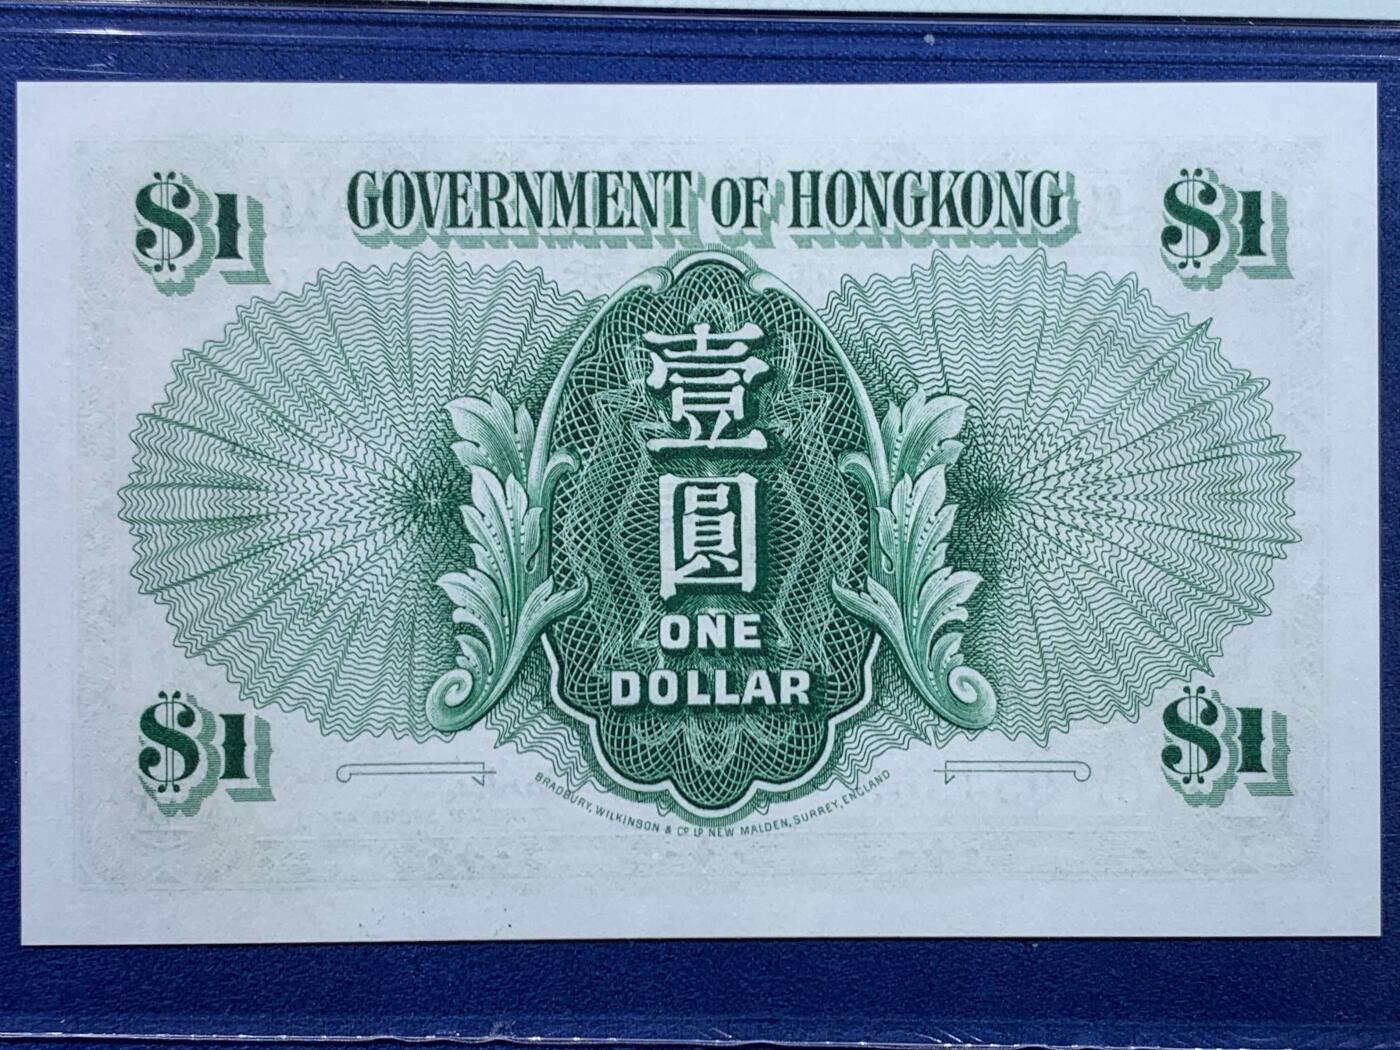 $1 GOVERNMENT OF HONGKONG $1
壹
圓
ONE
DOLLAR
$1 $1
BRADBURY, WILKINSON & Cº Lᴰ NEW MALDEN, SURREY, ENGLAND